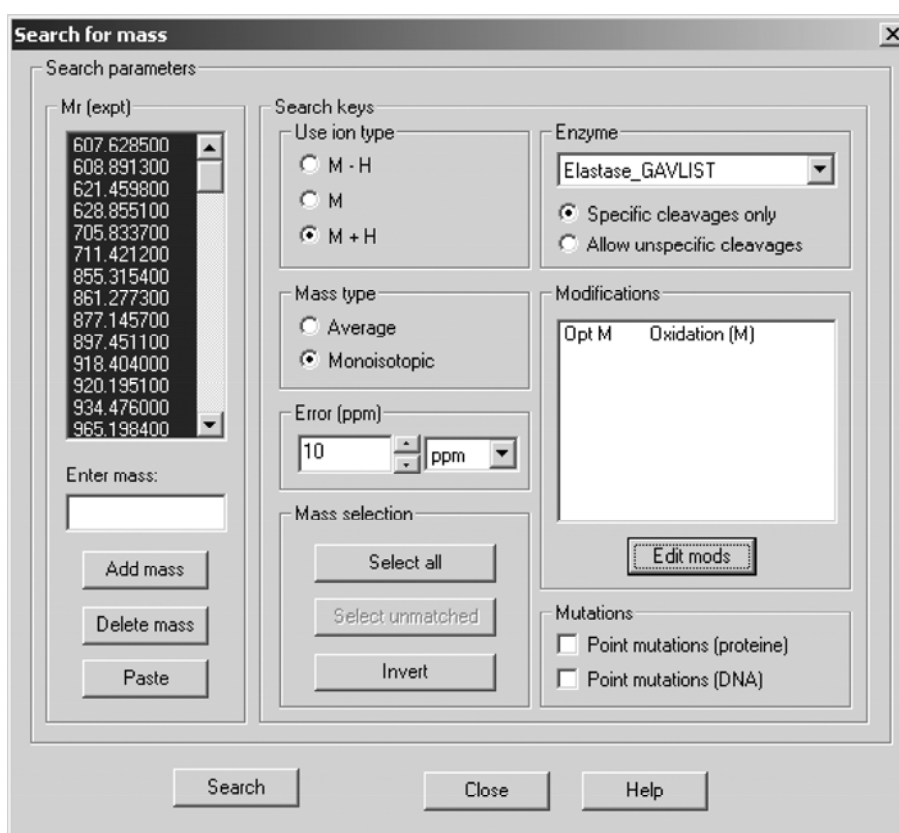 Search for mass
Search parameters
Mr (expt)
607.628500
608.891300
621.459800
628.855100
705.833700
711.421200
855.315400
861.277300
877.145700
897.451100
918.404000
920.195100
934.476000
965.198400
Enter mass:
Add mass
Delete mass
Paste
Search keys
Use ion type
M - H
M
M + H
Mass type
Average
Monoisotopic
Error (ppm)
10 ppm
Mass selection
Select all
Select unmatched
Invert
Enzyme
Elastase_GAVLIST
Specific cleavages only
Allow unspecific cleavages
Modifications
Opt M Oxidation (M)
Edit mods
Mutations
Point mutations (proteine)
Point mutations (DNA)
Search Close Help